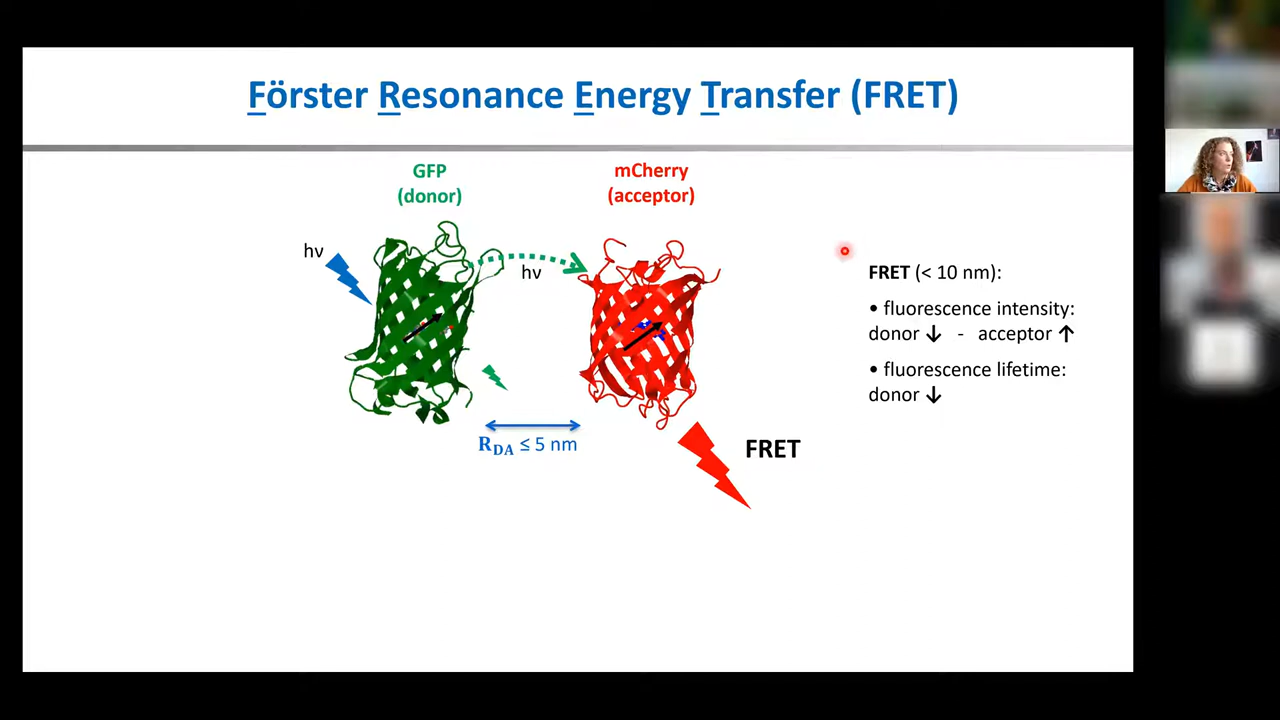 Förster Resonance Energy Transfer (FRET)
GFP
(donor)
mCherry
(acceptor)
hν
hν
R_DA ≤ 5 nm
FRET
FRET (< 10 nm):
• fluorescence intensity:
donor ↓ - acceptor ↑
• fluorescence lifetime:
donor ↓